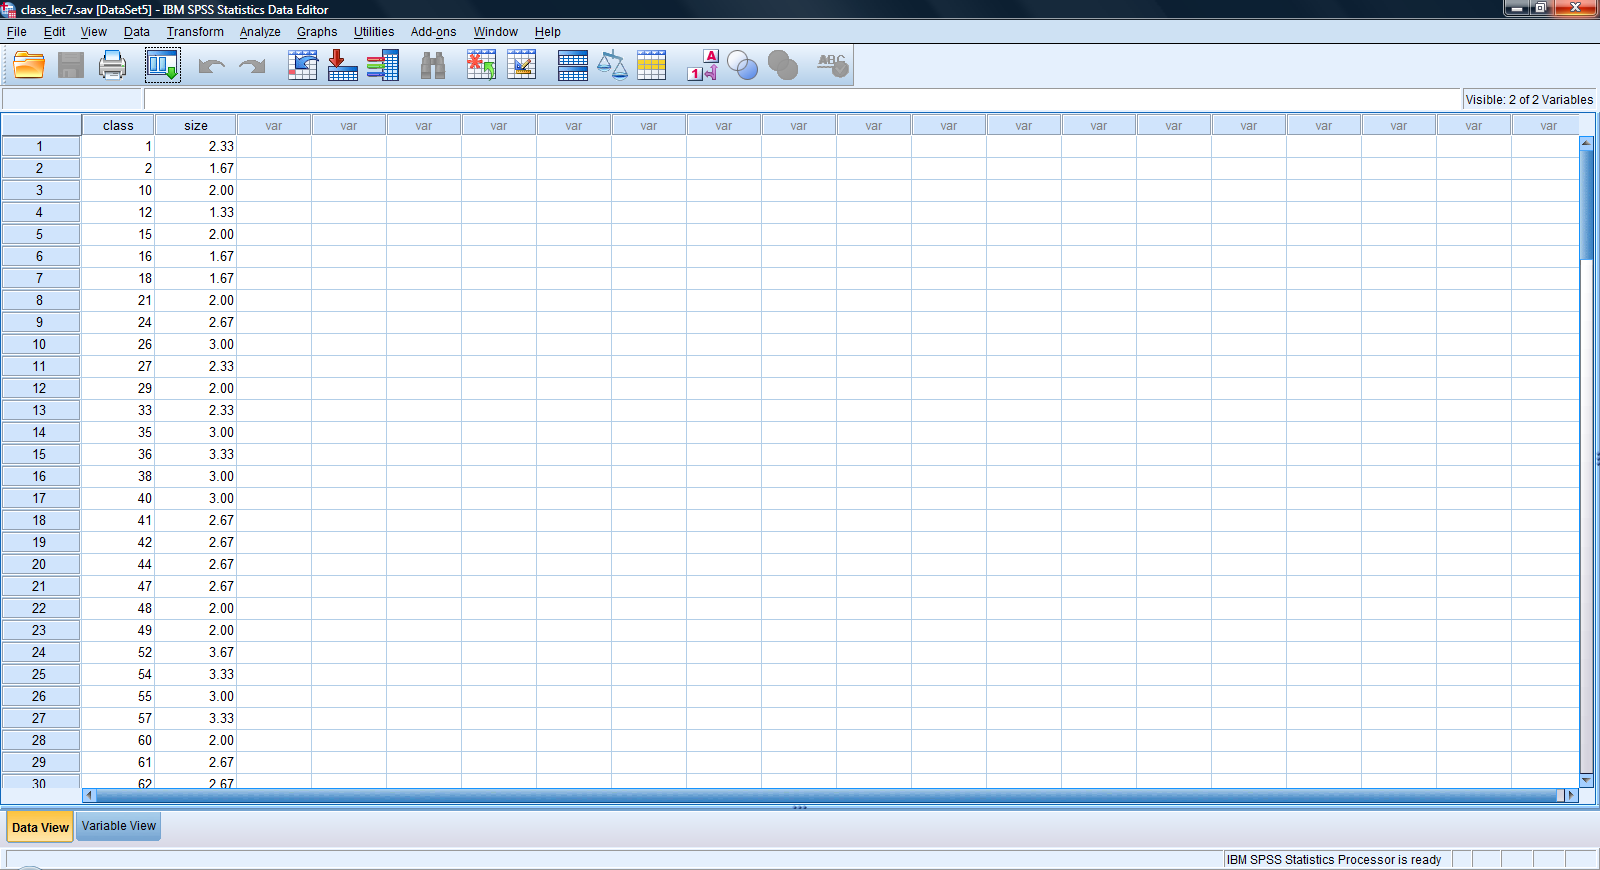 class_lec7.sav [DataSet5] - IBM SPSS Statistics Data Editor
File Edit View Data Transform Analyze Graphs Utilities Add-ons Window Help
A
1
ABC
Visible: 2 of 2 Variables
class size var var var var var var var var var var var var var var var var var var
1 1 2.33
2 2 1.67
3 10 2.00
4 12 1.33
5 15 2.00
6 16 1.67
7 18 1.67
8 21 2.00
9 24 2.67
10 26 3.00
11 27 2.33
12 29 2.00
13 33 2.33
14 35 3.00
15 36 3.33
16 38 3.00
17 40 3.00
18 41 2.67
19 42 2.67
20 44 2.67
21 47 2.67
22 48 2.00
23 49 2.00
24 52 3.67
25 54 3.33
26 55 3.00
27 57 3.33
28 60 2.00
29 61 2.67
30 62 2.67
Data View Variable View
IBM SPSS Statistics Processor is ready